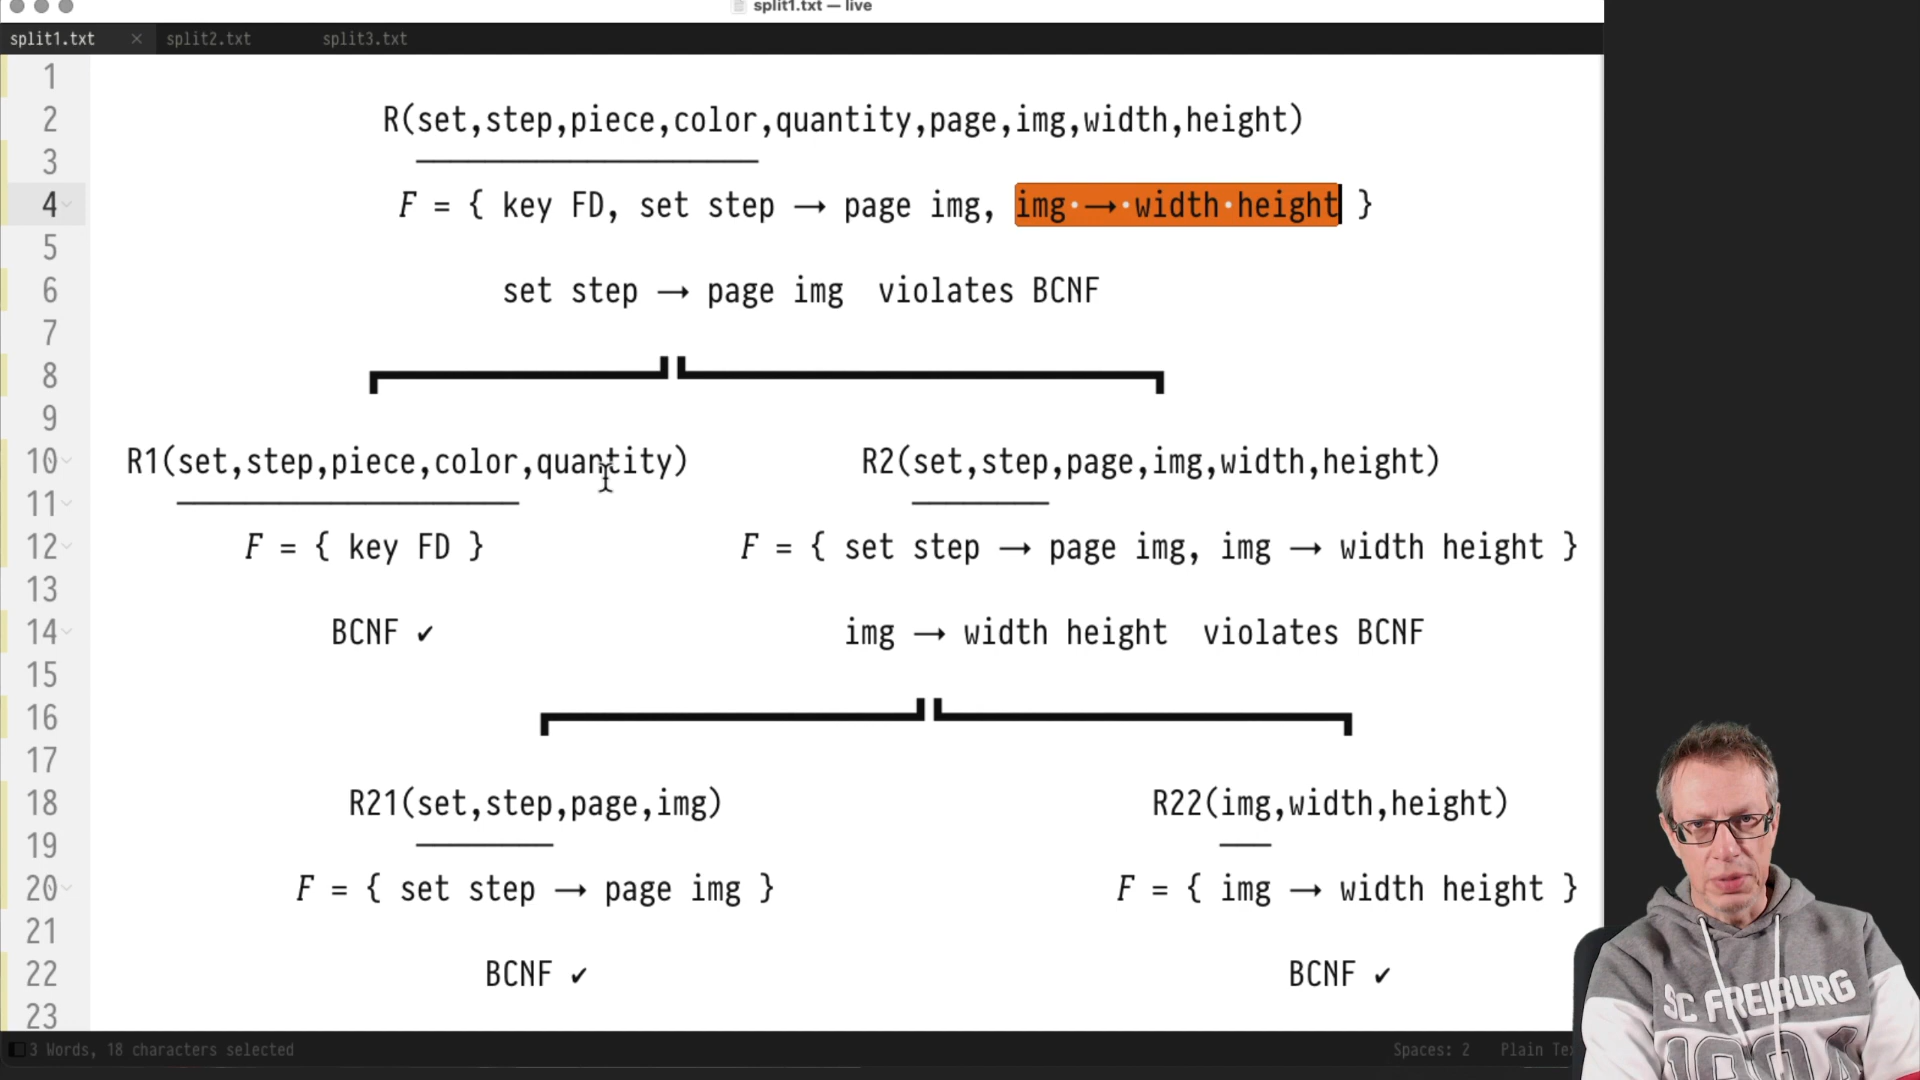 split1.txt — live
split1.txt × split2.txt split3.txt
1
2 R(set,step,piece,color,quantity,page,img,width,height)
3
4 F = { key FD, set step → page img, img·→·width·height }
5
6 set step → page img violates BCNF
7
8
9
10 R1(set,step,piece,color,quantity) R2(set,step,page,img,width,height)
11
12 F = { key FD } F = { set step → page img, img → width height }
13
14 BCNF ✔ img → width height violates BCNF
15
16
17
18 R21(set,step,page,img) R22(img,width,height)
19
20 F = { set step → page img } F = { img → width height }
21
22 BCNF ✔ BCNF ✔
23
3 Words, 18 characters selected Spaces: 2 Plain
SC FREIBURG